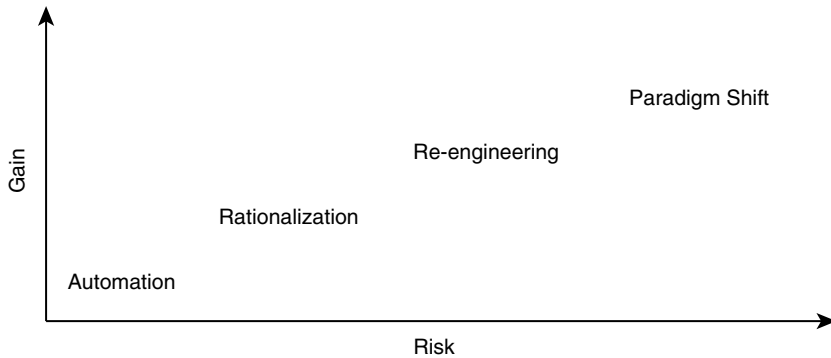 Paradigm Shift
Re-engineering
Gain
Rationalization
Automation
Risk